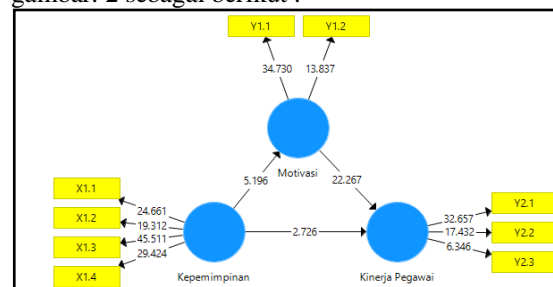 gambar. 2 sebagai berikut :
Y1.1 Y1.2
34.730 13.837
Motivasi
5.196 22.267
X1.1
X1.2
X1.3
X1.4
24.661
19.312
45.511
29.424
Kepemimpinan
2.726
Kinerja Pegawai
32.657
17.432
6.346
Y2.1
Y2.2
Y2.3